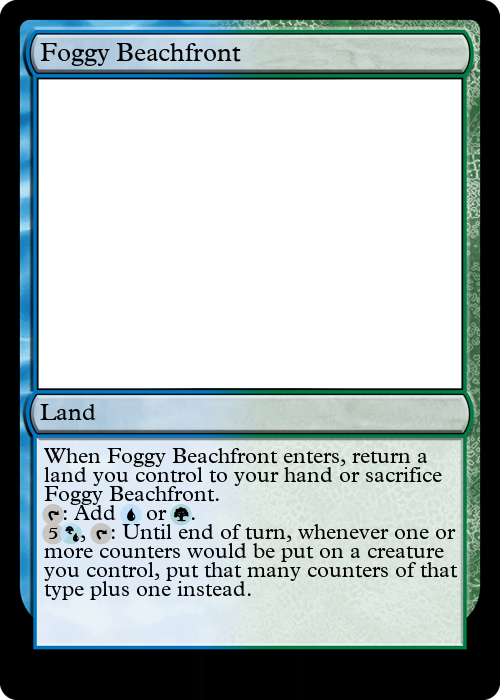 Foggy Beachfront
Land
When Foggy Beachfront enters, return a
land you control to your hand or sacrifice
Foggy Beachfront.
: Add or .
5 , : Until end of turn, whenever one or
more counters would be put on a creature
you control, put that many counters of that
type plus one instead.